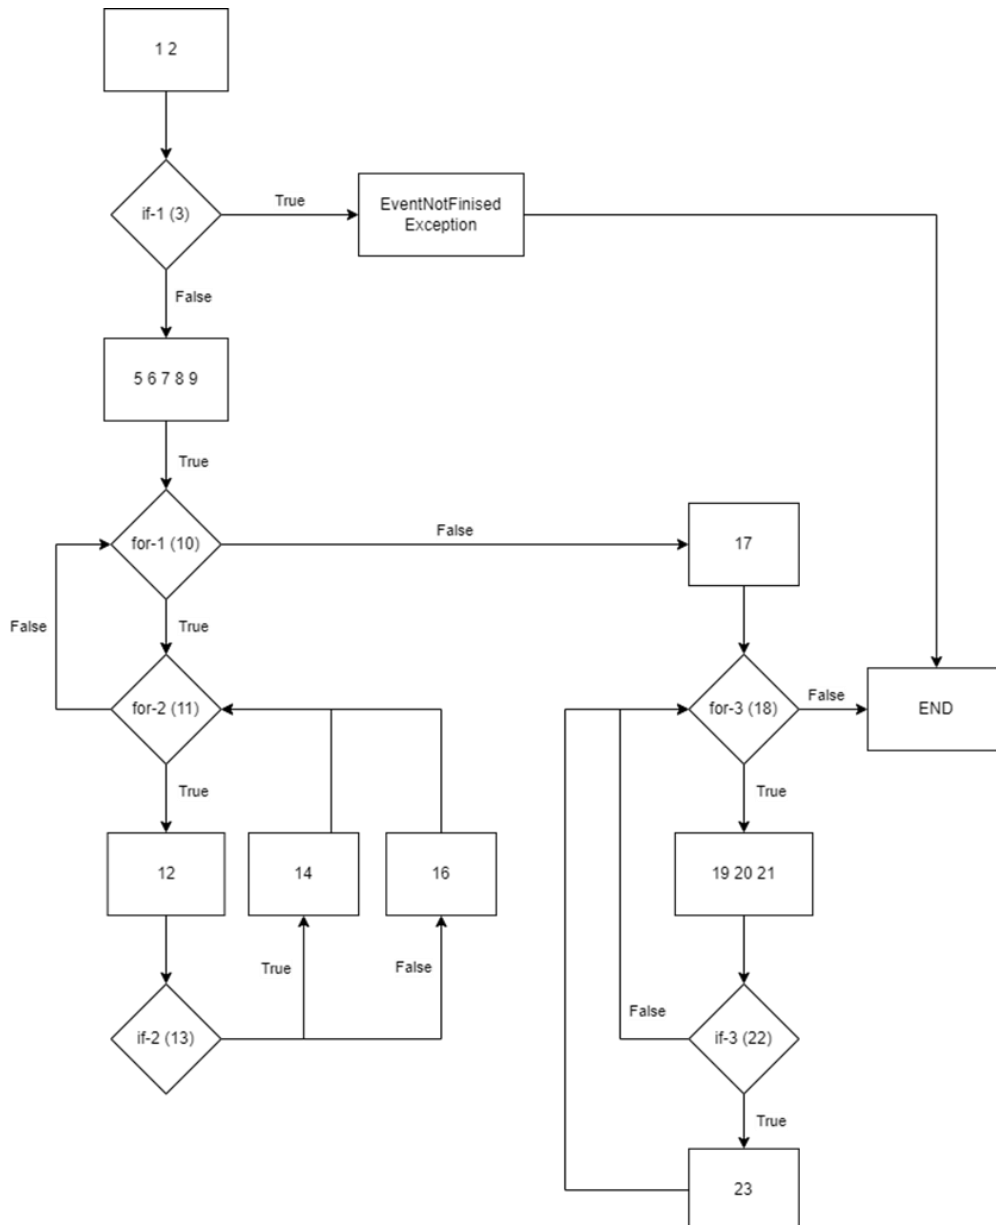 1 2
if-1 (3)
True
EventNotFinised
Exception
False
5 6 7 8 9
True
for-1 (10)
False
17
True
False
for-2 (11)
for-3 (18)
False
END
True
True
12
14
16
19 20 21
True
False
if-2 (13)
False
if-3 (22)
True
23